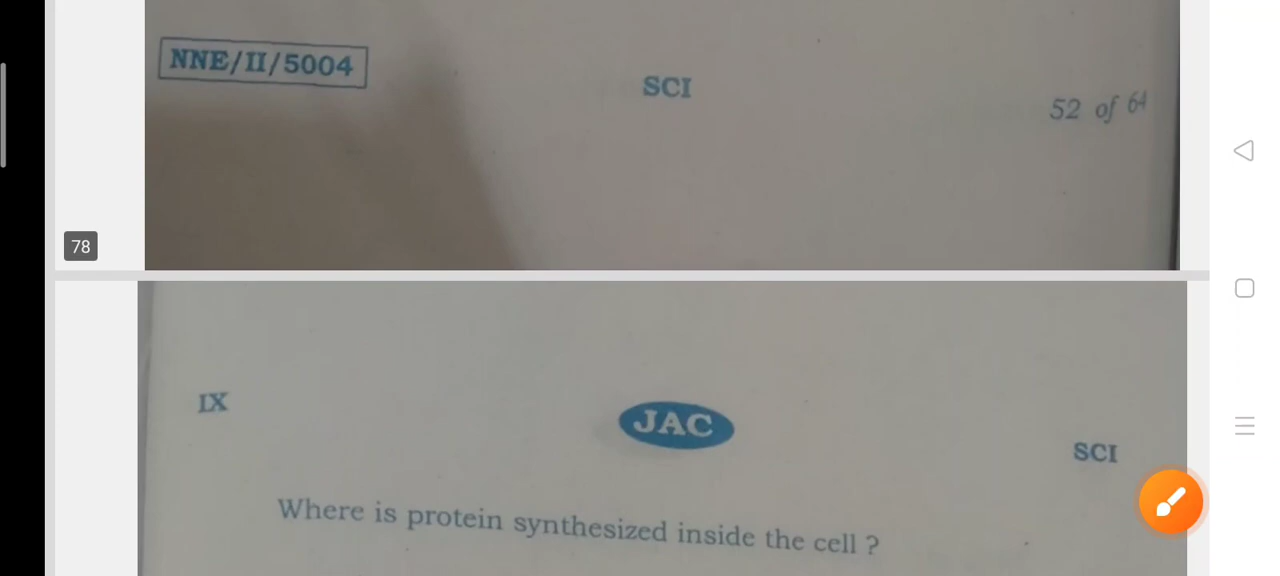 NNE/II/5004
SCI
52 of 64
78
IX
JAC
SCI
Where is protein synthesized inside the cell ?